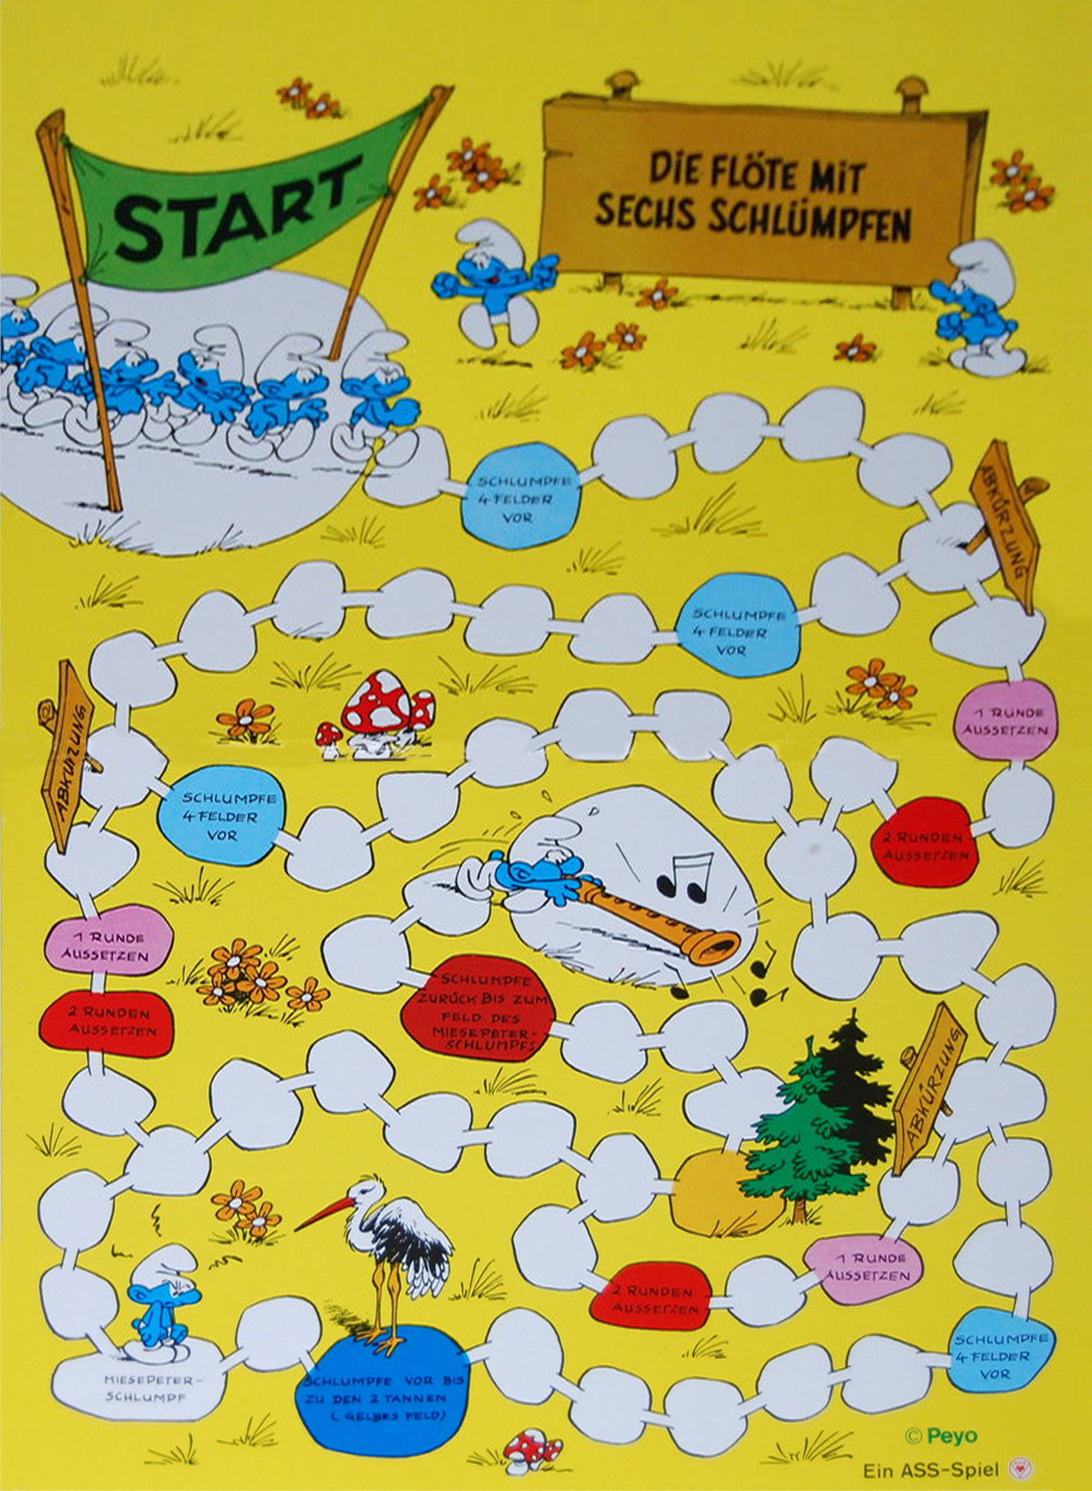 START
DiE FLÖTE MiT
SECHS SCHLÜMPFEN
SCHLUMPFE
4 FELDER
VOR
ABKÜRZUNG
SCHLUMPFE
4 FELDER
VOR
1 RUNDE
AUSSETZEN
ABKÜRZUNG
SCHLUMPFE
4 FELDER
VOR
2 RUNDEN
AUSSETZEN
1 RUNDE
AUSSETZEN
SCHLUMPFE
ZURÜCK BIS ZUM
FELD DES
MIESEPETER-
SCHLUMPFS
2 RUNDEN
AUSSETZEN
ABKÜRZUNG
1 RUNDE
AUSSETZEN
2 RUNDEN
AUSSETZEN
SCHLUMPFE
4 FELDER
VOR
MIESEPETER-
SCHLUMPF
SCHLUMPFE VOR BIS
ZU DEN 2 TANNEN
(GELBES FELD)
© Peyo
Ein ASS-Spiel